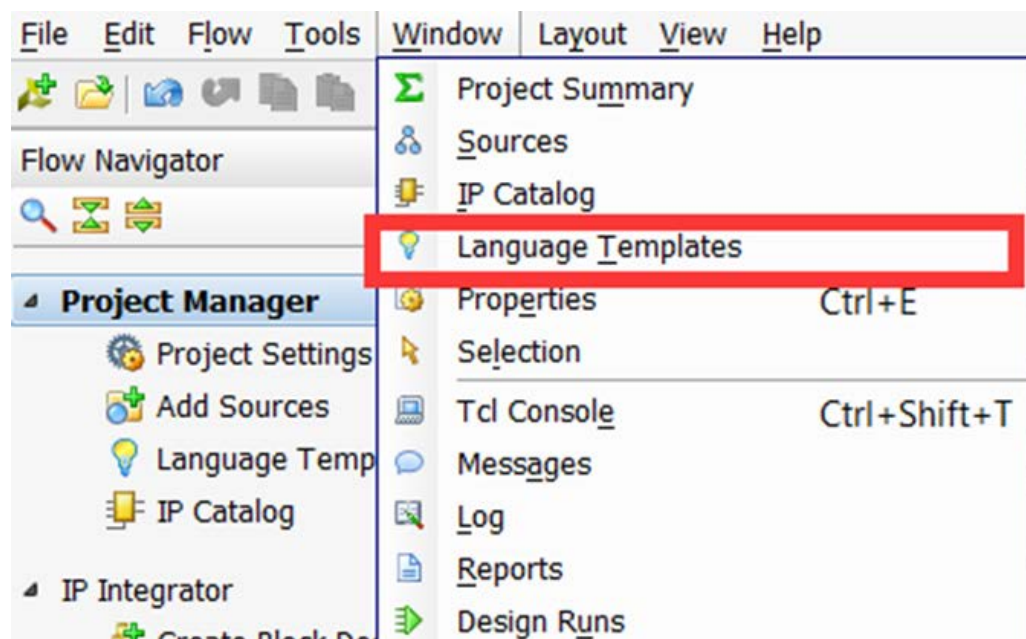 File Edit Flow Tools Window Layout View Help
Flow Navigator
Project Manager
Project Settings
Add Sources
Language Temp
IP Catalog
IP Integrator
Project Summary
Sources
IP Catalog
Language Templates
Properties Ctrl+E
Selection
Tcl Console Ctrl+Shift+T
Messages
Log
Reports
Design Runs